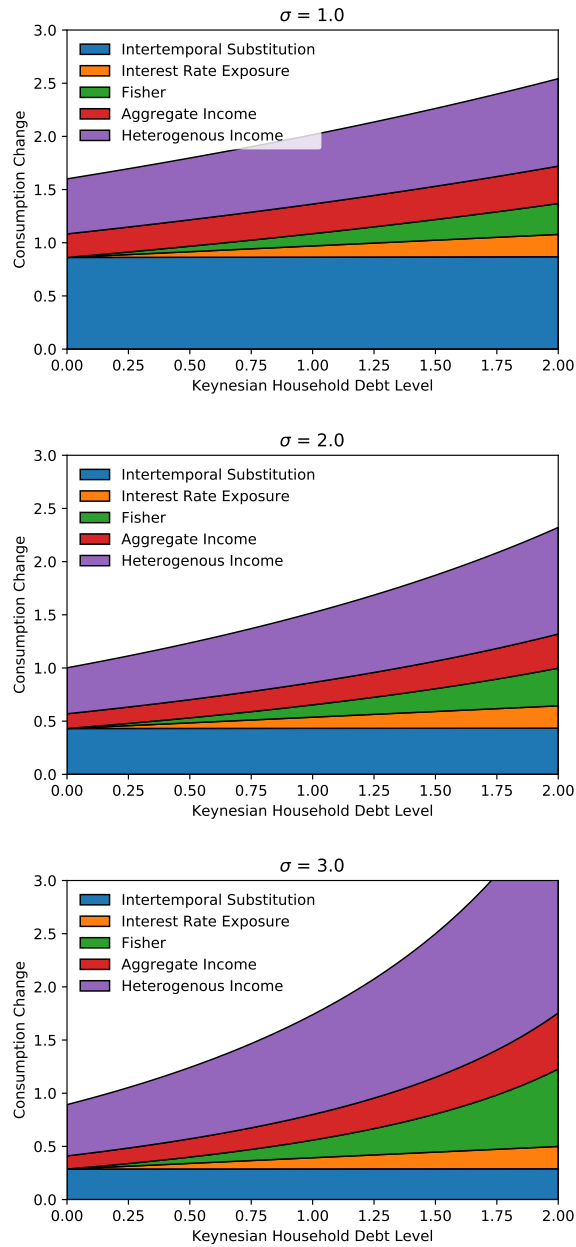 σ = 1.0
3.0
2.5
2.0
1.5
1.0
0.5
0.0
Consumption Change
Intertemporal Substitution
Interest Rate Exposure
Fisher
Aggregate Income
Heterogenous Income
0.00 0.25 0.50 0.75 1.00 1.25 1.50 1.75 2.00
Keynesian Household Debt Level
σ = 2.0
3.0
2.5
2.0
1.5
1.0
0.5
0.0
Consumption Change
Intertemporal Substitution
Interest Rate Exposure
Fisher
Aggregate Income
Heterogenous Income
0.00 0.25 0.50 0.75 1.00 1.25 1.50 1.75 2.00
Keynesian Household Debt Level
σ = 3.0
3.0
2.5
2.0
1.5
1.0
0.5
0.0
Consumption Change
Intertemporal Substitution
Interest Rate Exposure
Fisher
Aggregate Income
Heterogenous Income
0.00 0.25 0.50 0.75 1.00 1.25 1.50 1.75 2.00
Keynesian Household Debt Level